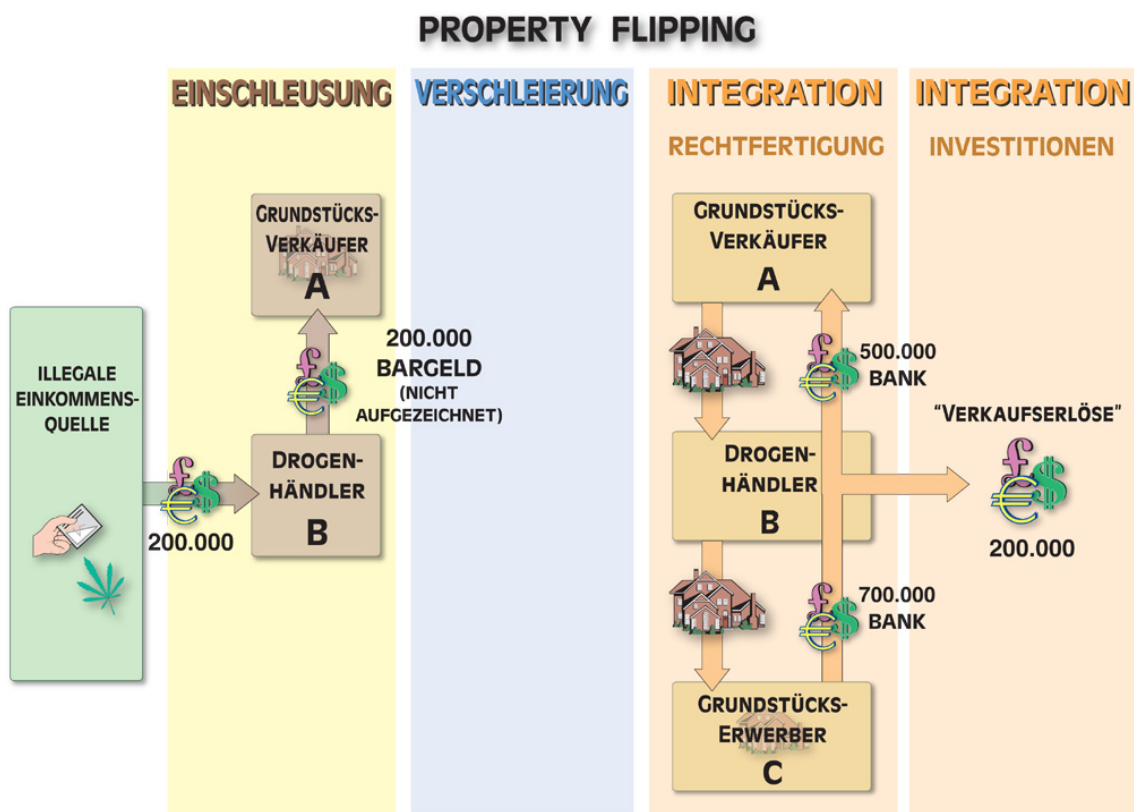 PROPERTY FLIPPING
EINSCHLEUSUNG
VERSCHLEIERUNG
INTEGRATION
RECHTFERTIGUNG
INTEGRATION
INVESTITIONEN
ILLEGALE
EINKOMMENS-
QUELLE
£
€$
200.000
GRUNDSTÜCKS-
VERKÄUFER
A
£
€$
200.000
BARGELD
(NICHT
AUFGEZEICHNET)
DROGEN-
HÄNDLER
B
GRUNDSTÜCKS-
VERKÄUFER
A
£
€$
500.000
BANK
DROGEN-
HÄNDLER
B
£
€$
700.000
BANK
GRUNDSTÜCKS-
ERWERBER
C
"VERKAUFSERLÖSE"
£
€$
200.000